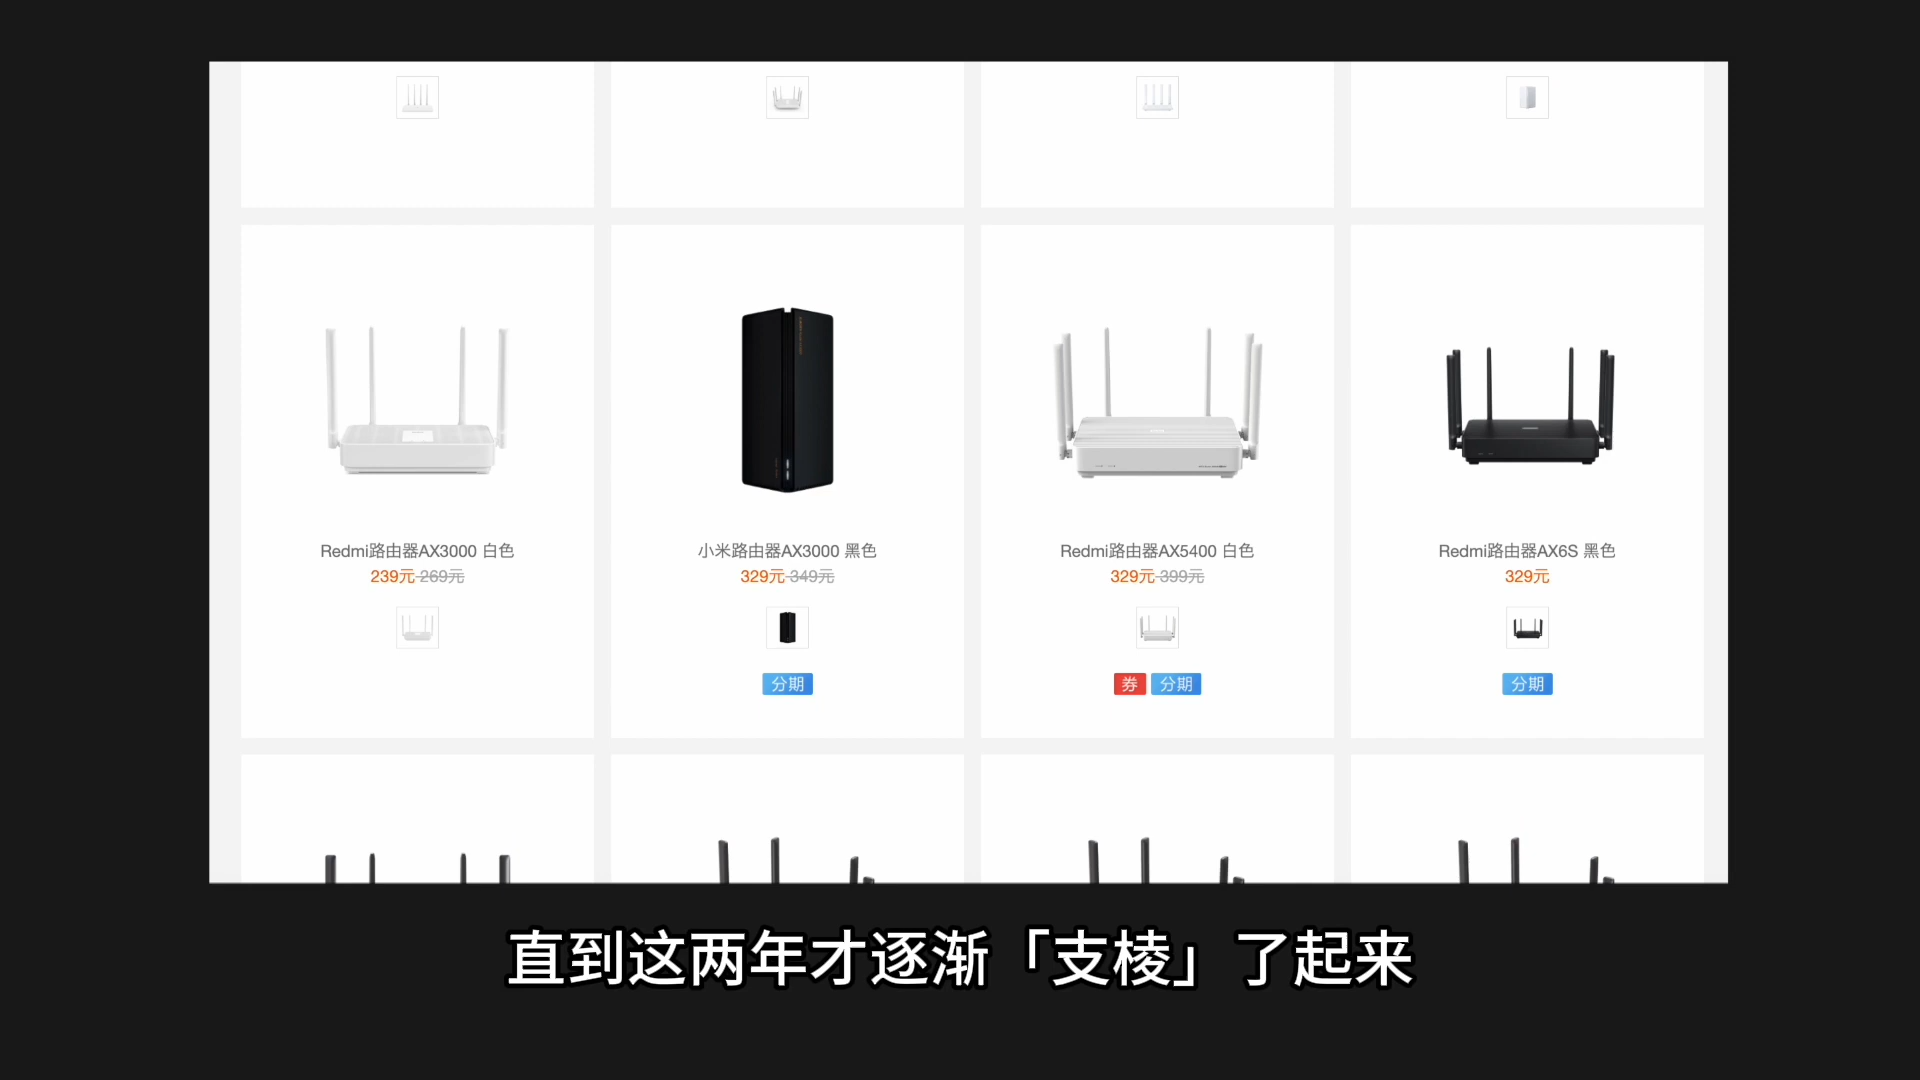 Redmi路由器AX3000 白色
239元 269元
小米路由器AX3000 黑色
329元 349元
分期
Redmi路由器AX5400 白色
329元 399元
券 分期
Redmi路由器AX6S 黑色
329元
分期
直到这两年才逐渐「支棱」了起来